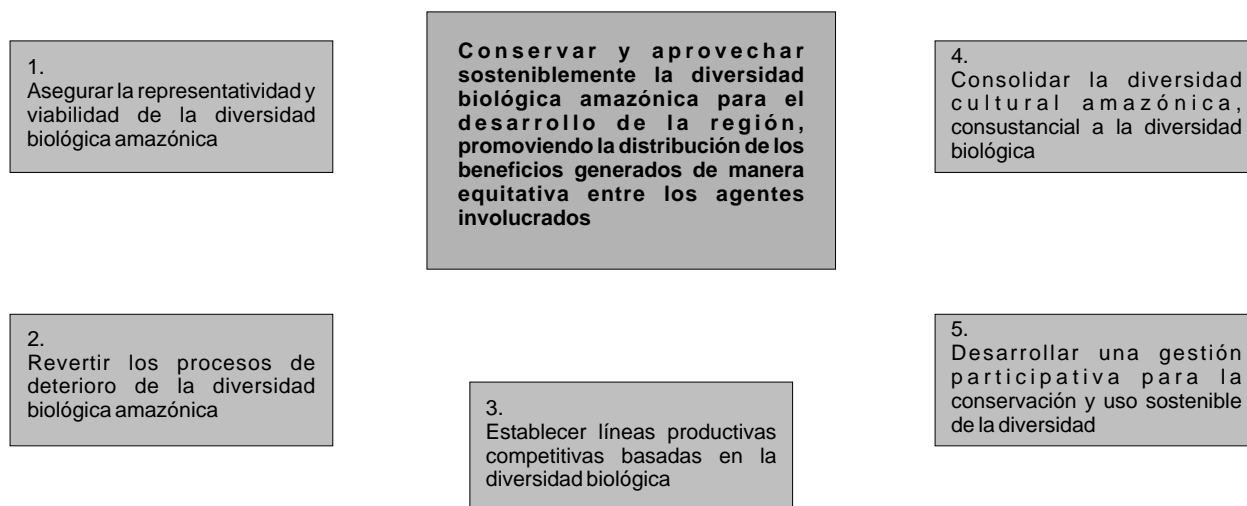 Conservar y aprovechar
sosteniblemente la diversidad
biológica amazónica para el
desarrollo de la región,
promoviendo la distribución de los
beneficios generados de manera
equitativa entre los agentes
involucrados
1.
Asegurar la representatividad y
viabilidad de la diversidad
biológica amazónica
2.
Revertir los procesos de
deterioro de la diversidad
biológica amazónica
3.
Establecer líneas productivas
competitivas basadas en la
diversidad biológica
4.
Consolidar la diversidad
cultural amazónica,
consustancial a la diversidad
biológica
5.
Desarrollar una gestión
participativa para la
conservación y uso sostenible
de la diversidad